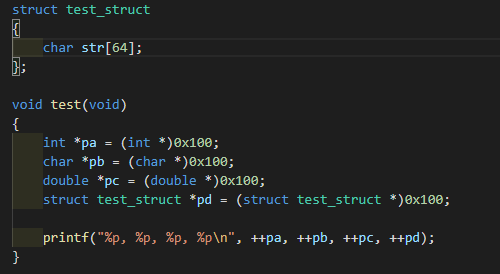 struct test_struct
{
    char str[64];
};

void test(void)
{
    int *pa = (int *)0x100;
    char *pb = (char *)0x100;
    double *pc = (double *)0x100;
    struct test_struct *pd = (struct test_struct *)0x100;

    printf("%p, %p, %p, %p\n", ++pa, ++pb, ++pc, ++pd);
}